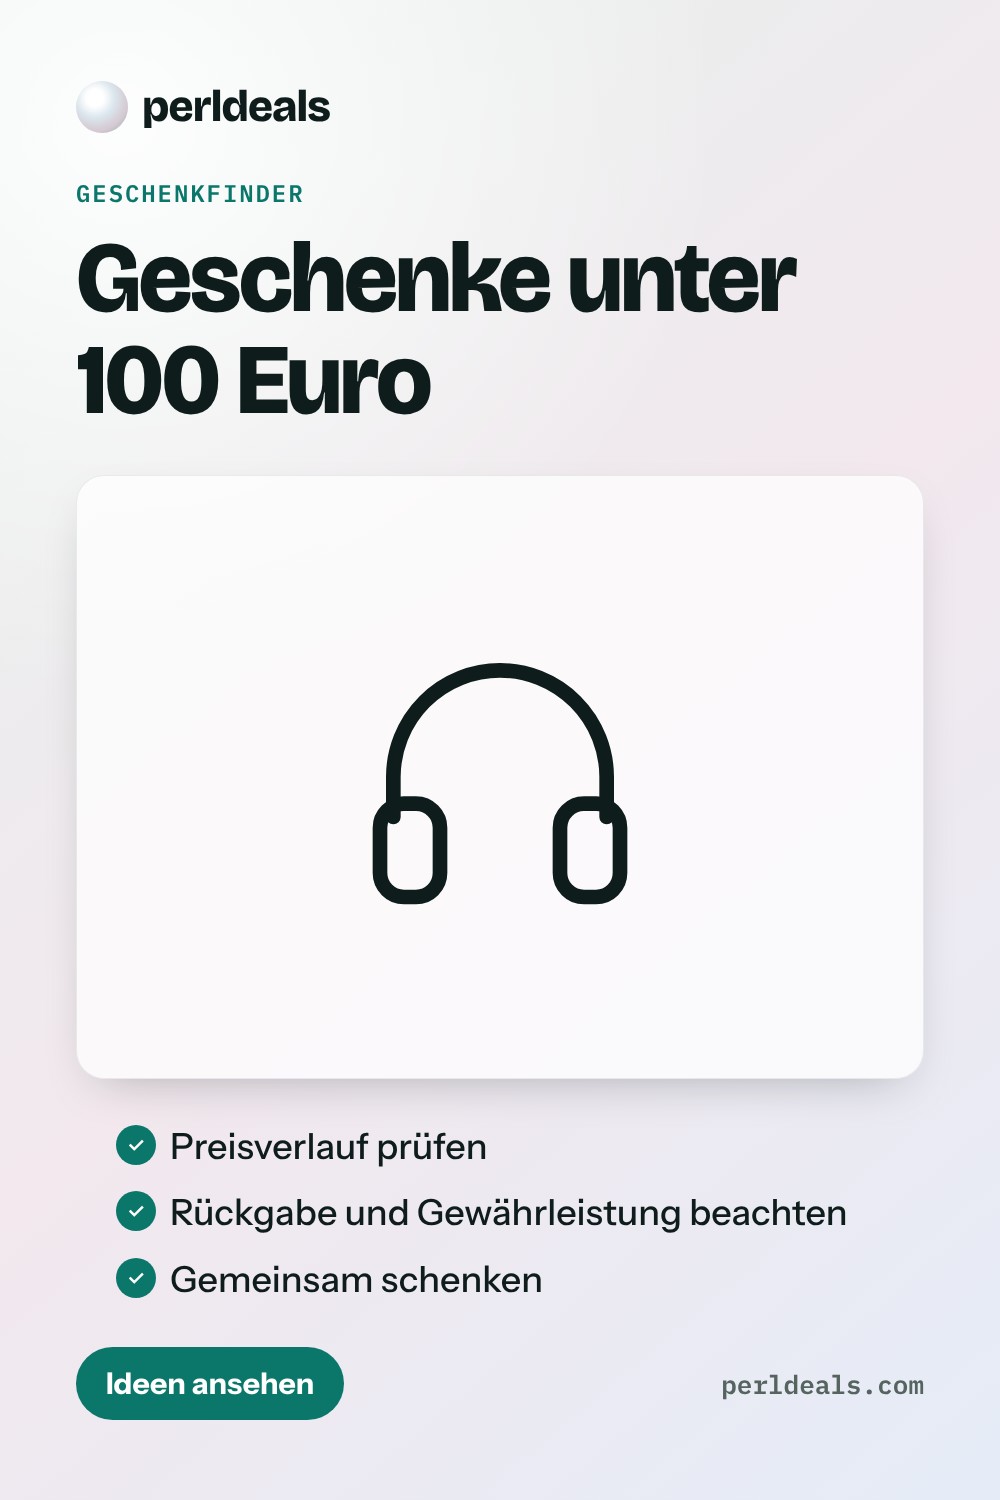 perldeals
GESCHENKFINDER
Geschenke unter
100 Euro
Preisverlauf prüfen
Rückgabe und Gewährleistung beachten
Gemeinsam schenken
Ideen ansehen
perldeals.com